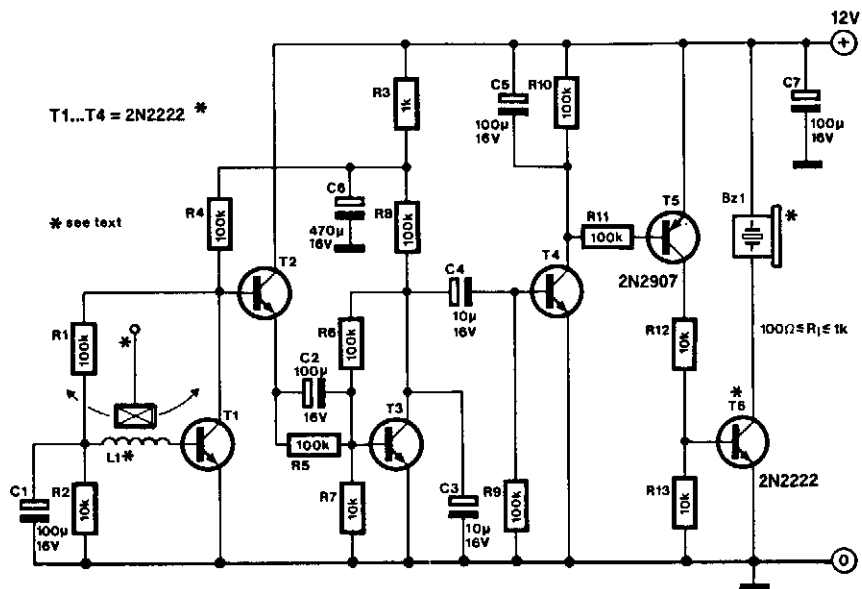 12V
+
T1...T4 = 2N2222 *
* see text
R3
1k
C5
100µ
16V
R10
100k
C7
100µ
16V
R4
100k
C6
470µ
16V
R8
100k
T2
R11
100k
T5
2N2907
Bz1
*
C4
10µ
16V
T4
R1
100k
*
R6
100k
C2
100µ
16V
R12
10k
100Ω ≤ Ri ≤ 1k
T1
L1*
R5
100k
T3
*
T6
2N2222
C1
100µ
16V
R2
10k
R7
10k
C3
10µ
16V
R9
100k
R13
10k
0